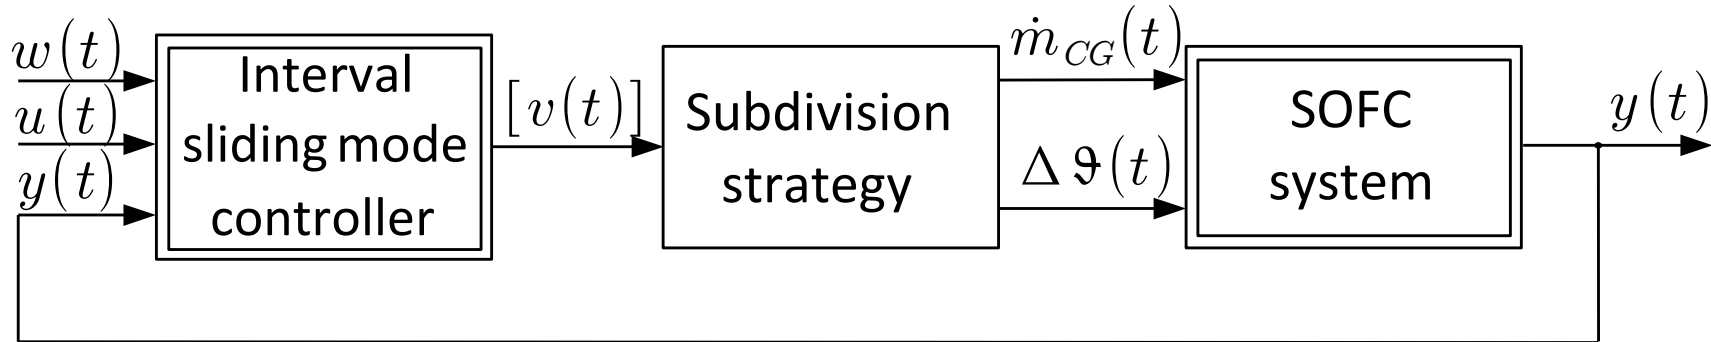 w(t)
u(t)
y(t)
Interval
sliding mode
controller
[v(t)]
Subdivision
strategy
ṁ_CG(t)
Δϑ(t)
SOFC
system
y(t)